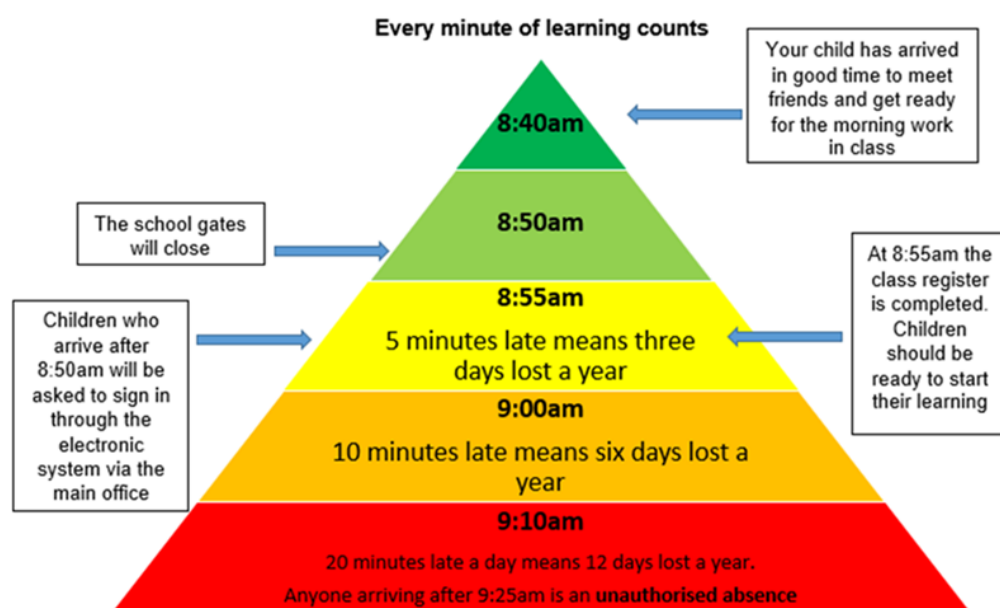 Every minute of learning counts
8:40am
Your child has arrived
in good time to meet
friends and get ready
for the morning work
in class
8:50am
The school gates
will close
8:55am
5 minutes late means three
days lost a year
At 8:55am the
class register
is completed.
Children
should be
ready to start
their learning
Children who
arrive after
8:50am will be
asked to sign in
through the
electronic
system via the
main office
9:00am
10 minutes late means six days lost a
year
9:10am
20 minutes late a day means 12 days lost a year.
Anyone arriving after 9:25am is an unauthorised absence